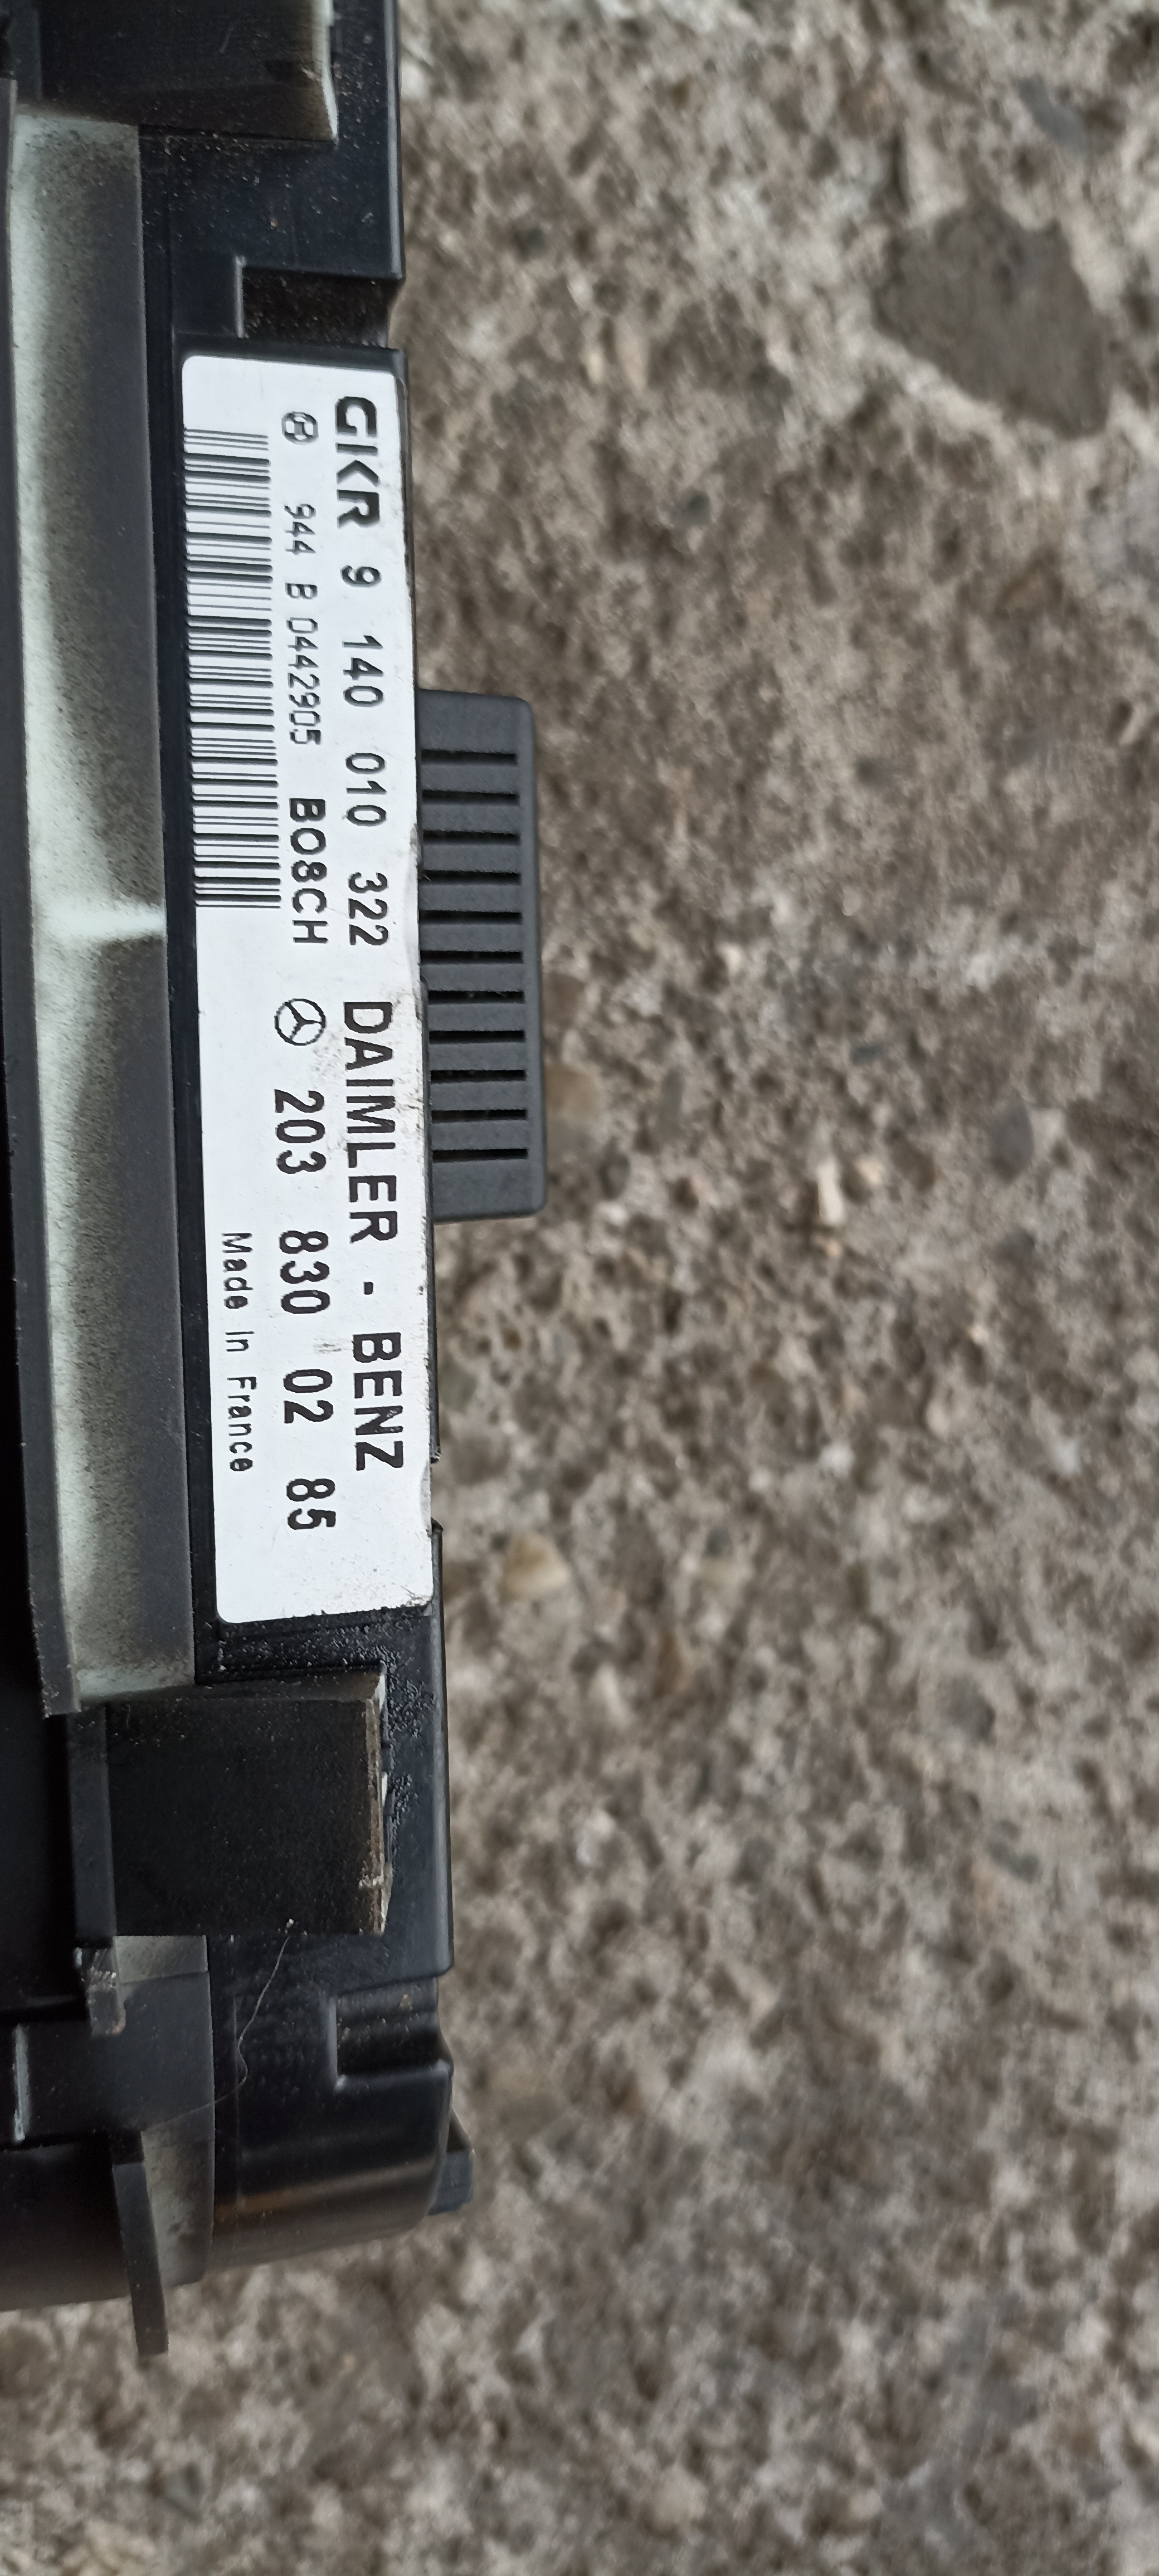 GKR 9 140 010 322 DAIMLER - BENZ
944 B 0442905 BOSCH 203 830 02 85
Made in France